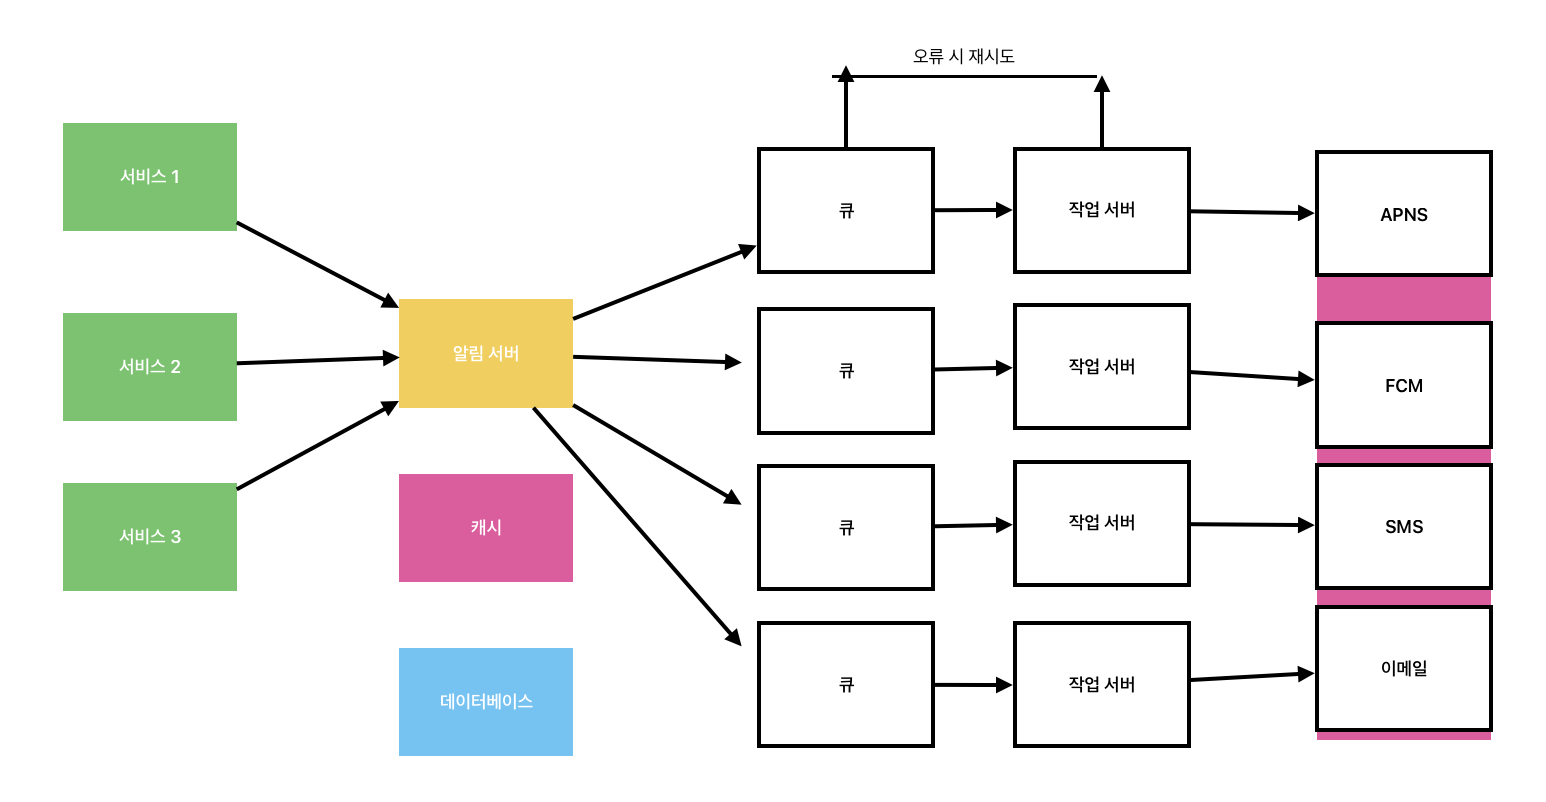 오류 시 재시도
서비스 1
서비스 2
서비스 3
알림 서버
캐시
데이터베이스
큐
작업 서버
APNS
큐
작업 서버
FCM
큐
작업 서버
SMS
큐
작업 서버
이메일